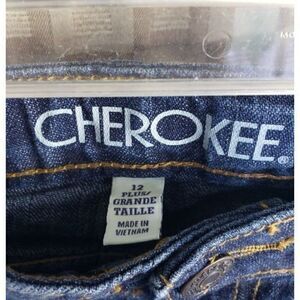 CHEROKEE®
12
PLUS/
GRANDE
TAILLE
MADE IN
VIETNAM